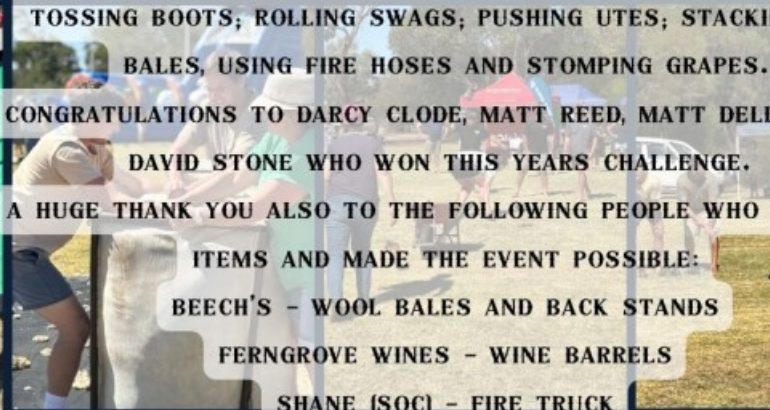 TOSSING BOOTS; ROLLING SWAGS; PUSHING UTES;
BALES, USING FIRE HOSES AND STOMPING GRAPES.
CONGRATULATIONS TO DARCY CLODE, MATT REED, MATT
DAVID STONE WHO WON THIS YEARS CHALLENGE.
A HUGE THANK YOU ALSO TO THE FOLLOWING PEOPLE WHO
ITEMS AND MADE THE EVENT POSSIBLE:
BEECH'S - WOOL BALES AND BACK STANDS
FERNGROVE WINES - WINE BARRELS
SHANE (SOC) - FIRE TRUCK